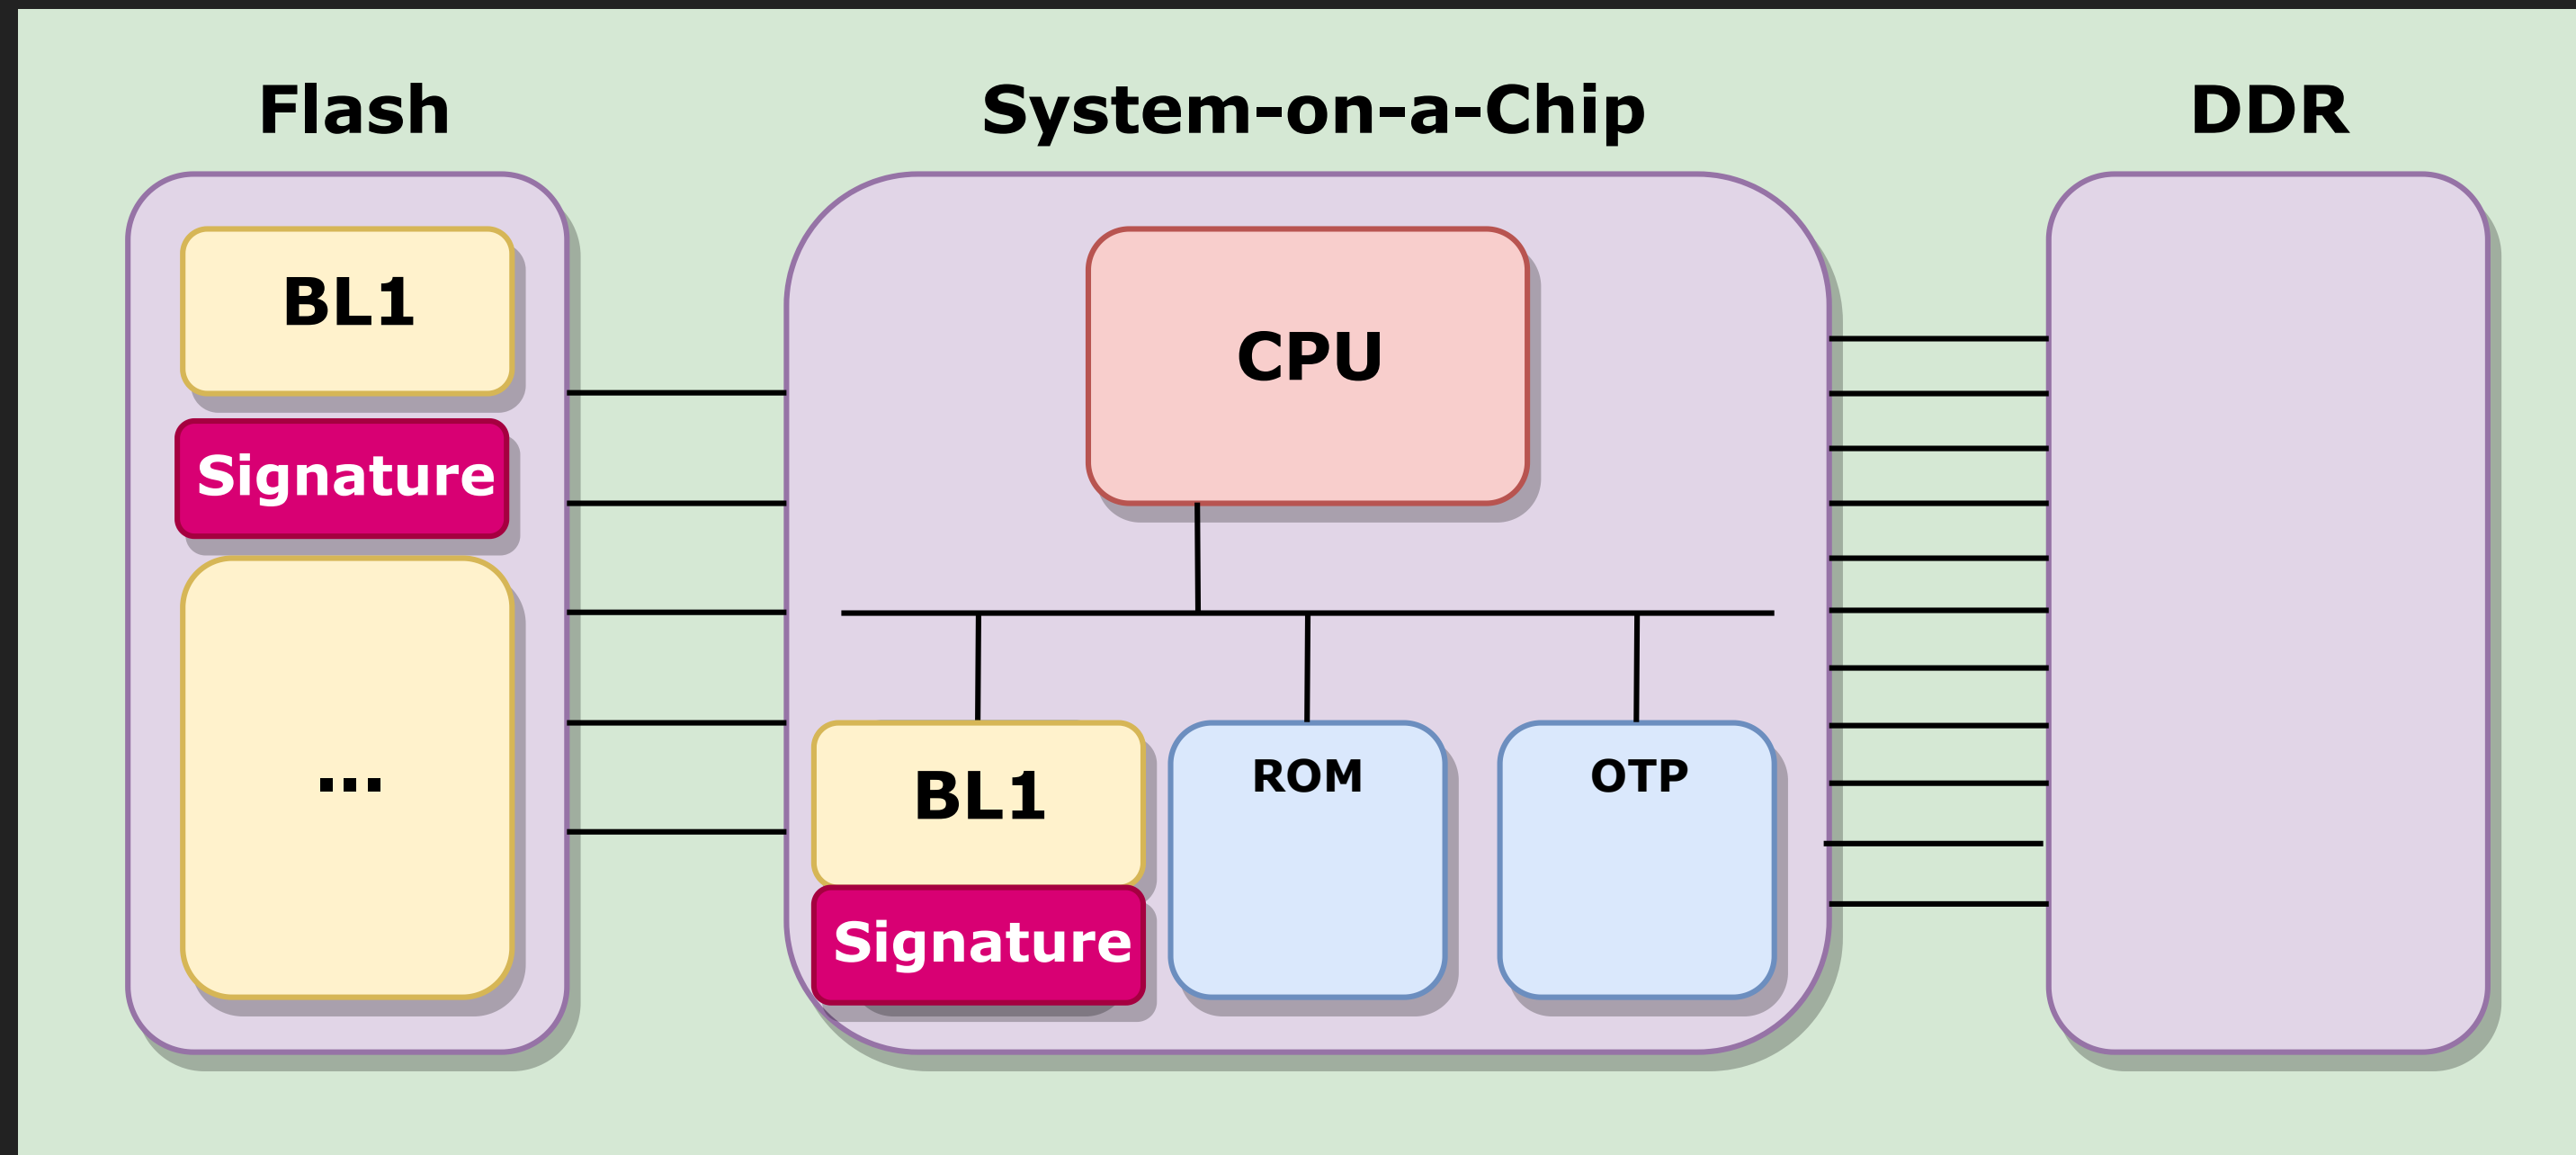 Flash
System-on-a-Chip
DDR
BL1
Signature
...
CPU
BL1
Signature
ROM
OTP